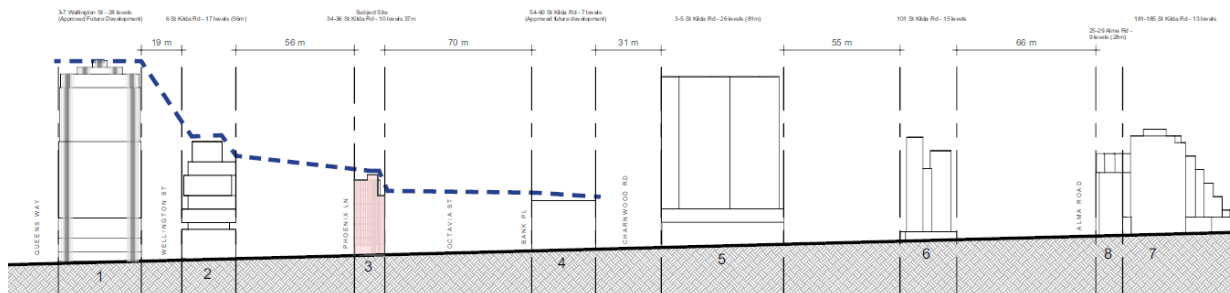 3-7 Wellington St - 28 levels
(Approved Future Development)
6 St Kilda Rd - 17 levels (56m)
Subject Site
34-36 St Kilda Rd - 10 levels 37m
54-60 St Kilda Rd - 7 levels
(Approved future development)
3-5 St Kilda Rd - 26 levels (81m)
101 St Kilda Rd - 15 levels
25-29 Alma Rd -
9 levels (28m)
181-185 St Kilda Rd - 13 levels
19 m
56 m
70 m
31 m
55 m
66 m
QUEENS WAY
WELLINGTON ST
PHOENIX LN
OCTAVIA ST
BANK PL
CHARNWOOD RD
ALMA ROAD
1
2
3
4
5
6
8
7